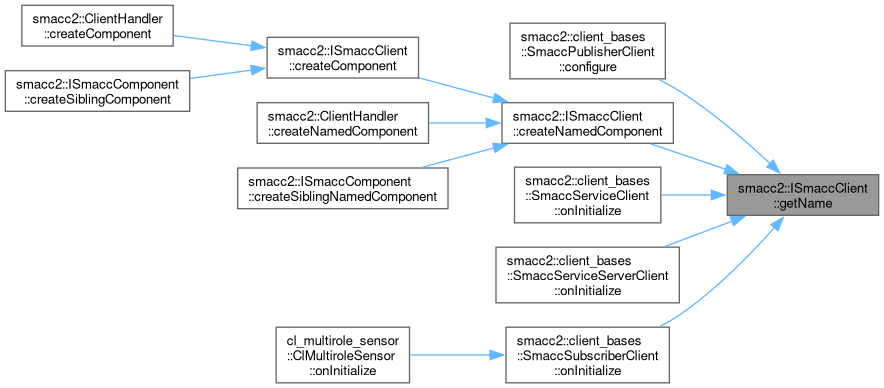 smacc2::ClientHandler
::createComponent
smacc2::ISmaccComponent
::createSiblingComponent
smacc2::ISmaccClient
::createComponent
smacc2::ClientHandler
::createNamedComponent
smacc2::ISmaccComponent
::createSiblingNamedComponent
cl_multirole_sensor
::ClMultiroleSensor
::onInitialize
smacc2::client_bases
::SmaccPublisherClient
::configure
smacc2::ISmaccClient
::createNamedComponent
smacc2::client_bases
::SmaccServiceClient
::onInitialize
smacc2::client_bases
::SmaccServiceServerClient
::onInitialize
smacc2::client_bases
::SmaccSubscriberClient
::onInitialize
smacc2::ISmaccClient
::getName